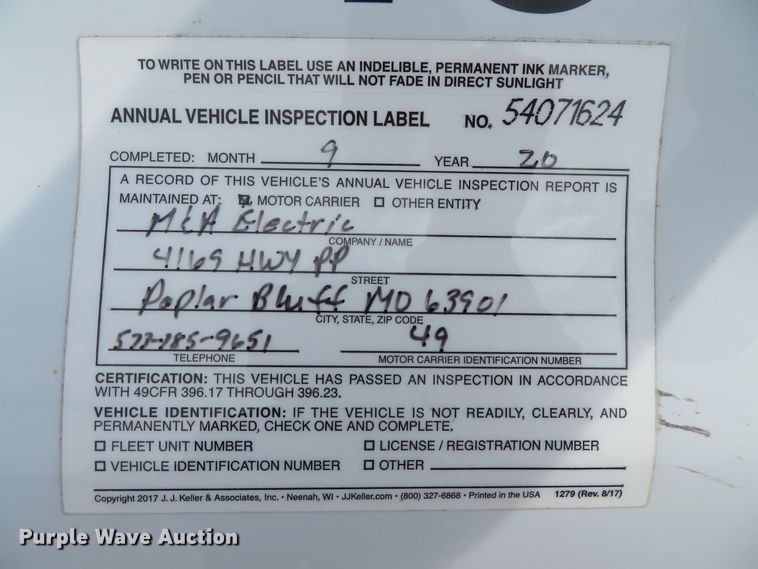 TO WRITE ON THIS LABEL USE AN INDELIBLE, PERMANENT INK MARKER,
PEN OR PENCIL THAT WILL NOT FADE IN DIRECT SUNLIGHT
ANNUAL VEHICLE INSPECTION LABEL NO. 54071624
COMPLETED: MONTH 9 YEAR 20
A RECORD OF THIS VEHICLE'S ANNUAL VEHICLE INSPECTION REPORT IS
MAINTAINED AT: MOTOR CARRIER ☐ OTHER ENTITY
M&A Electric
COMPANY / NAME
4169 HWY PP
STREET
Poplar Bluff MO 63901
CITY, STATE, ZIP CODE
573-785-9651 49
TELEPHONE MOTOR CARRIER IDENTIFICATION NUMBER
CERTIFICATION: THIS VEHICLE HAS PASSED AN INSPECTION IN ACCORDANCE
WITH 49CFR 396.17 THROUGH 396.23.
VEHICLE IDENTIFICATION: IF THE VEHICLE IS NOT READILY, CLEARLY, AND
PERMANENTLY MARKED, CHECK ONE AND COMPLETE.
☐ FLEET UNIT NUMBER ☐ LICENSE / REGISTRATION NUMBER
☐ VEHICLE IDENTIFICATION NUMBER ☐ OTHER
Copyright 2017 J. J. Keller & Associates, Inc. • Neenah, WI • JJKeller.com • (800) 327-6868 • Printed in the USA 1279 (Rev. 8/17)
Purple Wave Auction